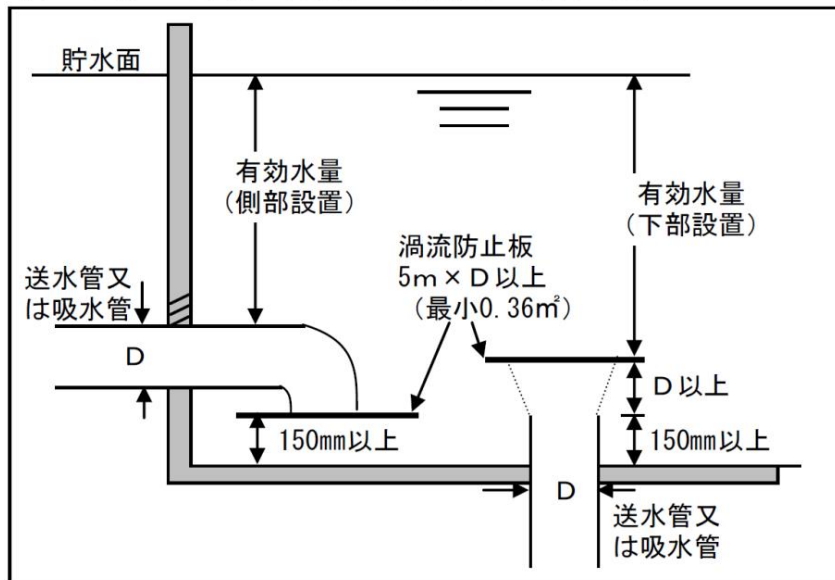 貯水面
有効水量
（側部設置）
有効水量
（下部設置）
渦流防止板
5ｍ×Ｄ以上
（最小0.36㎡）
送水管又
は吸水管
Ｄ
Ｄ以上
150㎜以上
150㎜以上
Ｄ
送水管又
は吸水管